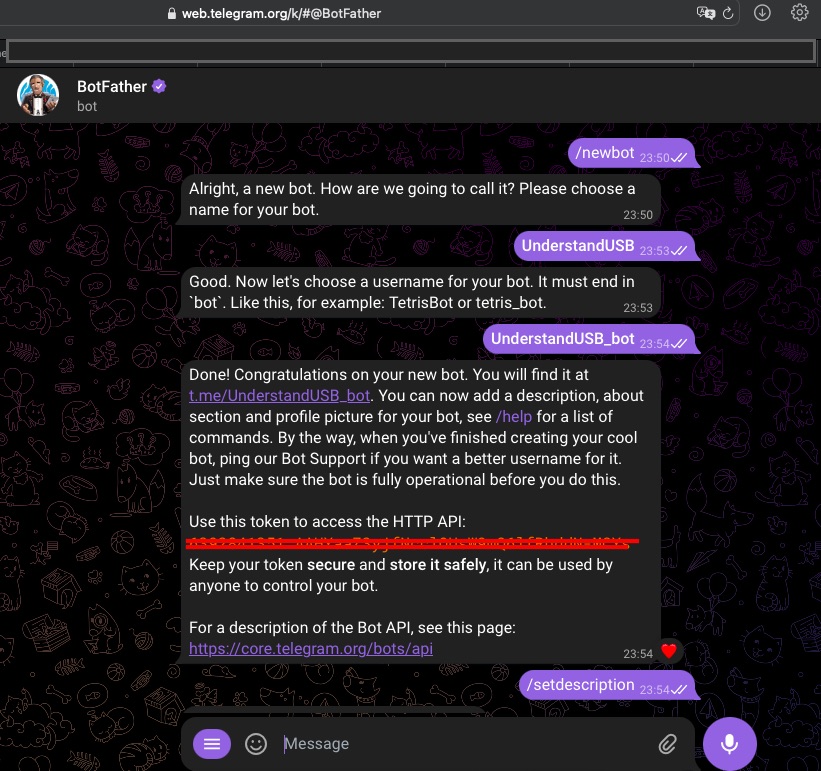 web.telegram.org/k/#@BotFather
BotFather
bot
/newbot 23:50
Alright, a new bot. How are we going to call it? Please choose a
name for your bot.
23:50
UnderstandUSB 23:53
Good. Now let's choose a username for your bot. It must end in
`bot`. Like this, for example: TetrisBot or tetris_bot.
23:53
UnderstandUSB_bot 23:54
Done! Congratulations on your new bot. You will find it at
t.me/UnderstandUSB_bot. You can now add a description, about
section and profile picture for your bot, see /help for a list of
commands. By the way, when you've finished creating your cool
bot, ping our Bot Support if you want a better username for it.
Just make sure the bot is fully operational before you do this.
Use this token to access the HTTP API:
Keep your token secure and store it safely, it can be used by
anyone to control your bot.
For a description of the Bot API, see this page:
https://core.telegram.org/bots/api
23:54
/setdescription 23:54
Message